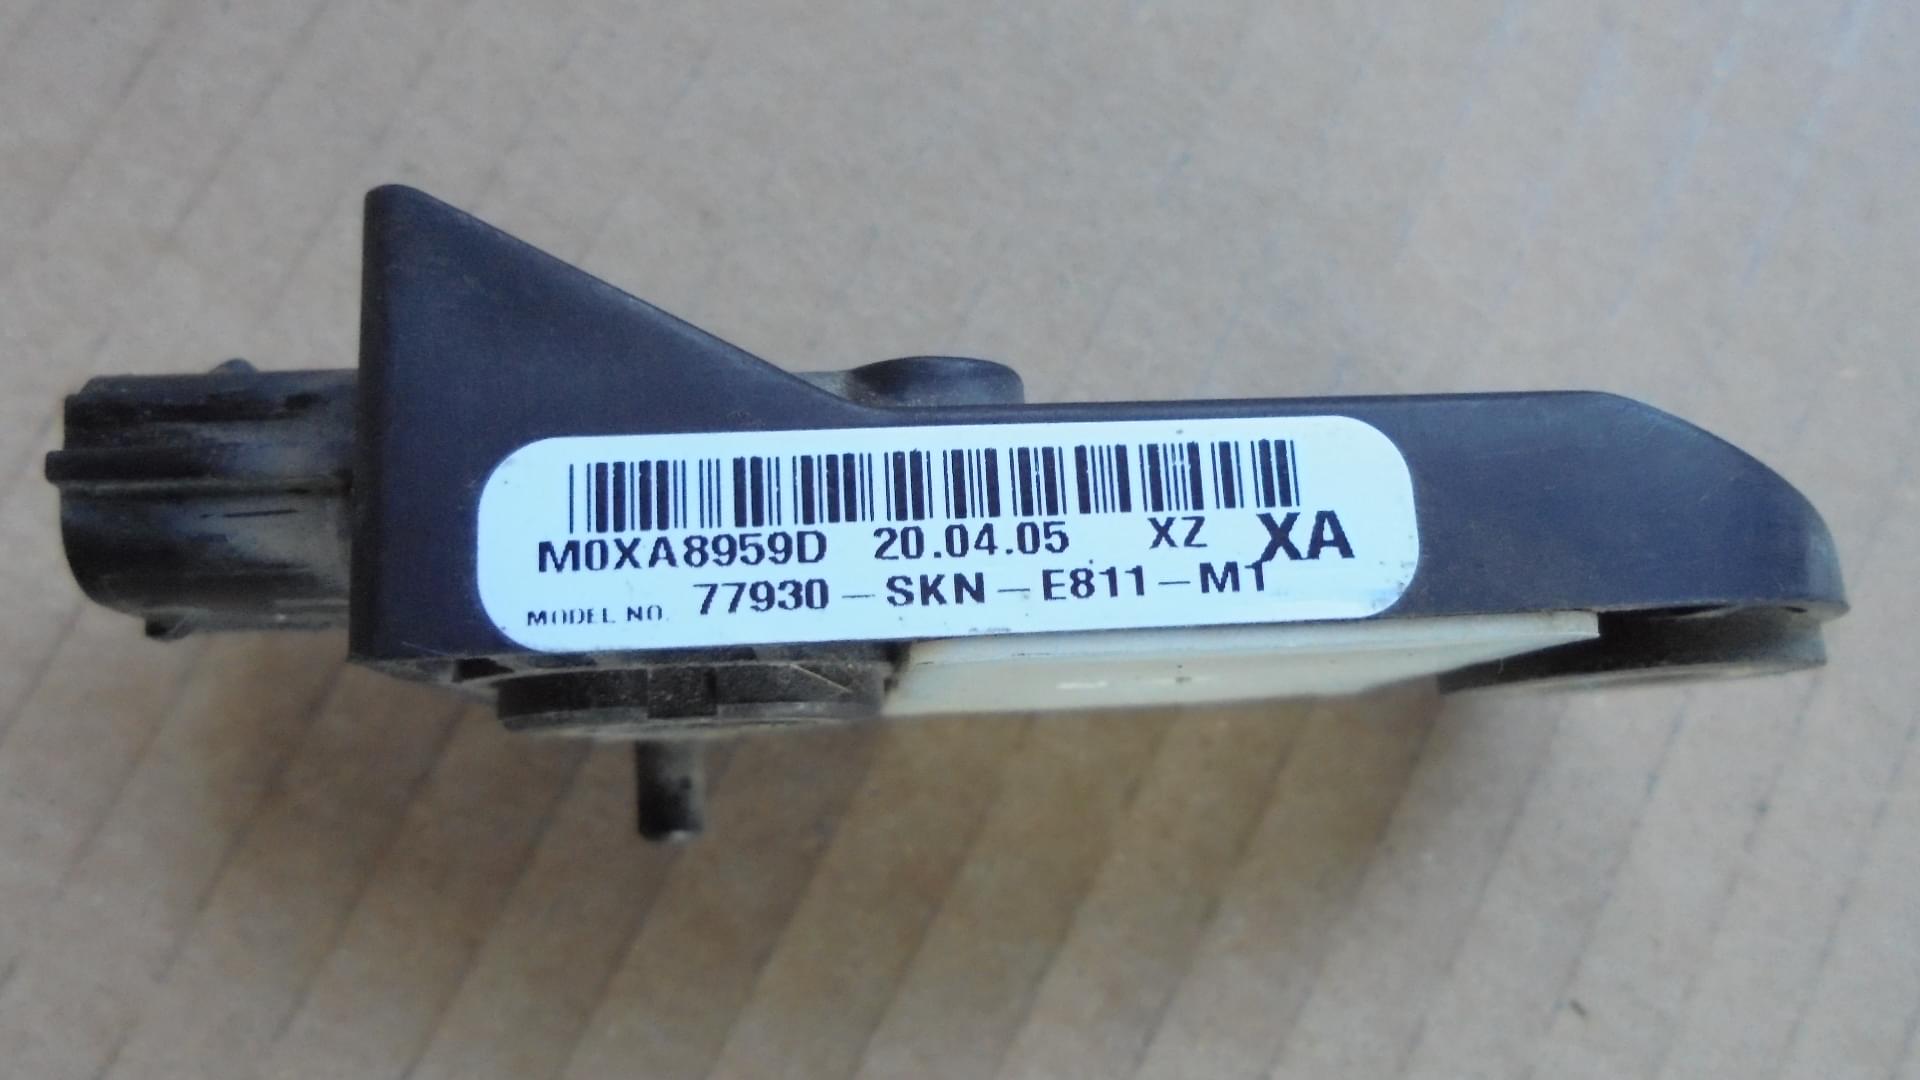 M0XA8959D 20.04.05 XZ XA
MODEL NO. 77930-SKN-E811-M1